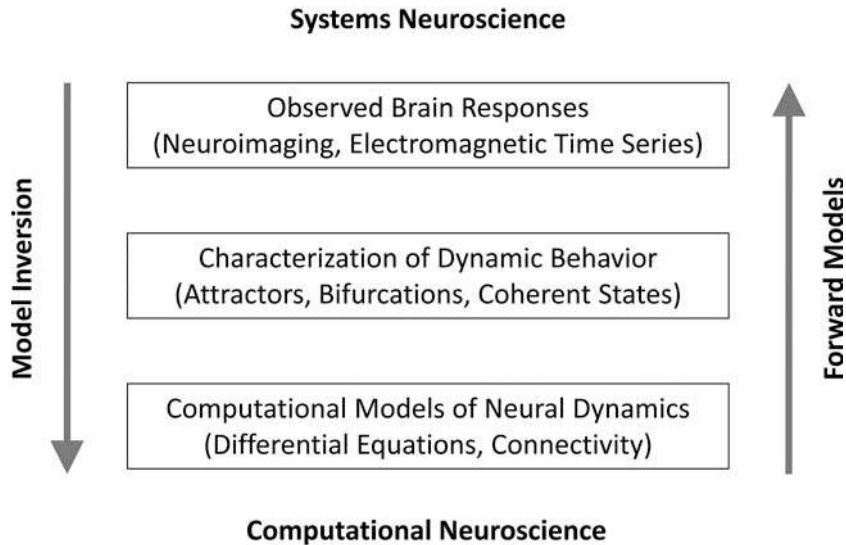 Systems Neuroscience
Model Inversion
Observed Brain Responses
(Neuroimaging, Electromagnetic Time Series)
Characterization of Dynamic Behavior
(Attractors, Bifurcations, Coherent States)
Computational Models of Neural Dynamics
(Differential Equations, Connectivity)
Forward Models
Computational Neuroscience